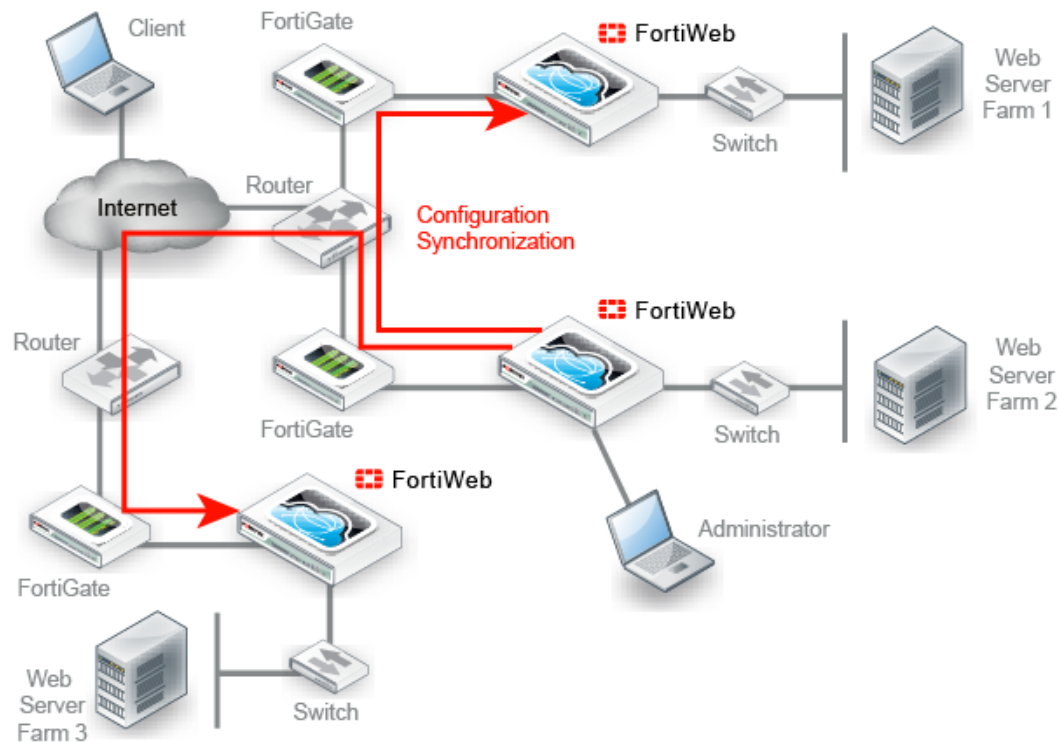 Client
FortiGate
FortiWeb
Web
Server
Farm 1
Switch
Router
Internet
Configuration
Synchronization
FortiWeb
Router
Web
Server
Farm 2
FortiGate
Switch
FortiWeb
Administrator
FortiGate
Web
Server
Farm 3
Switch